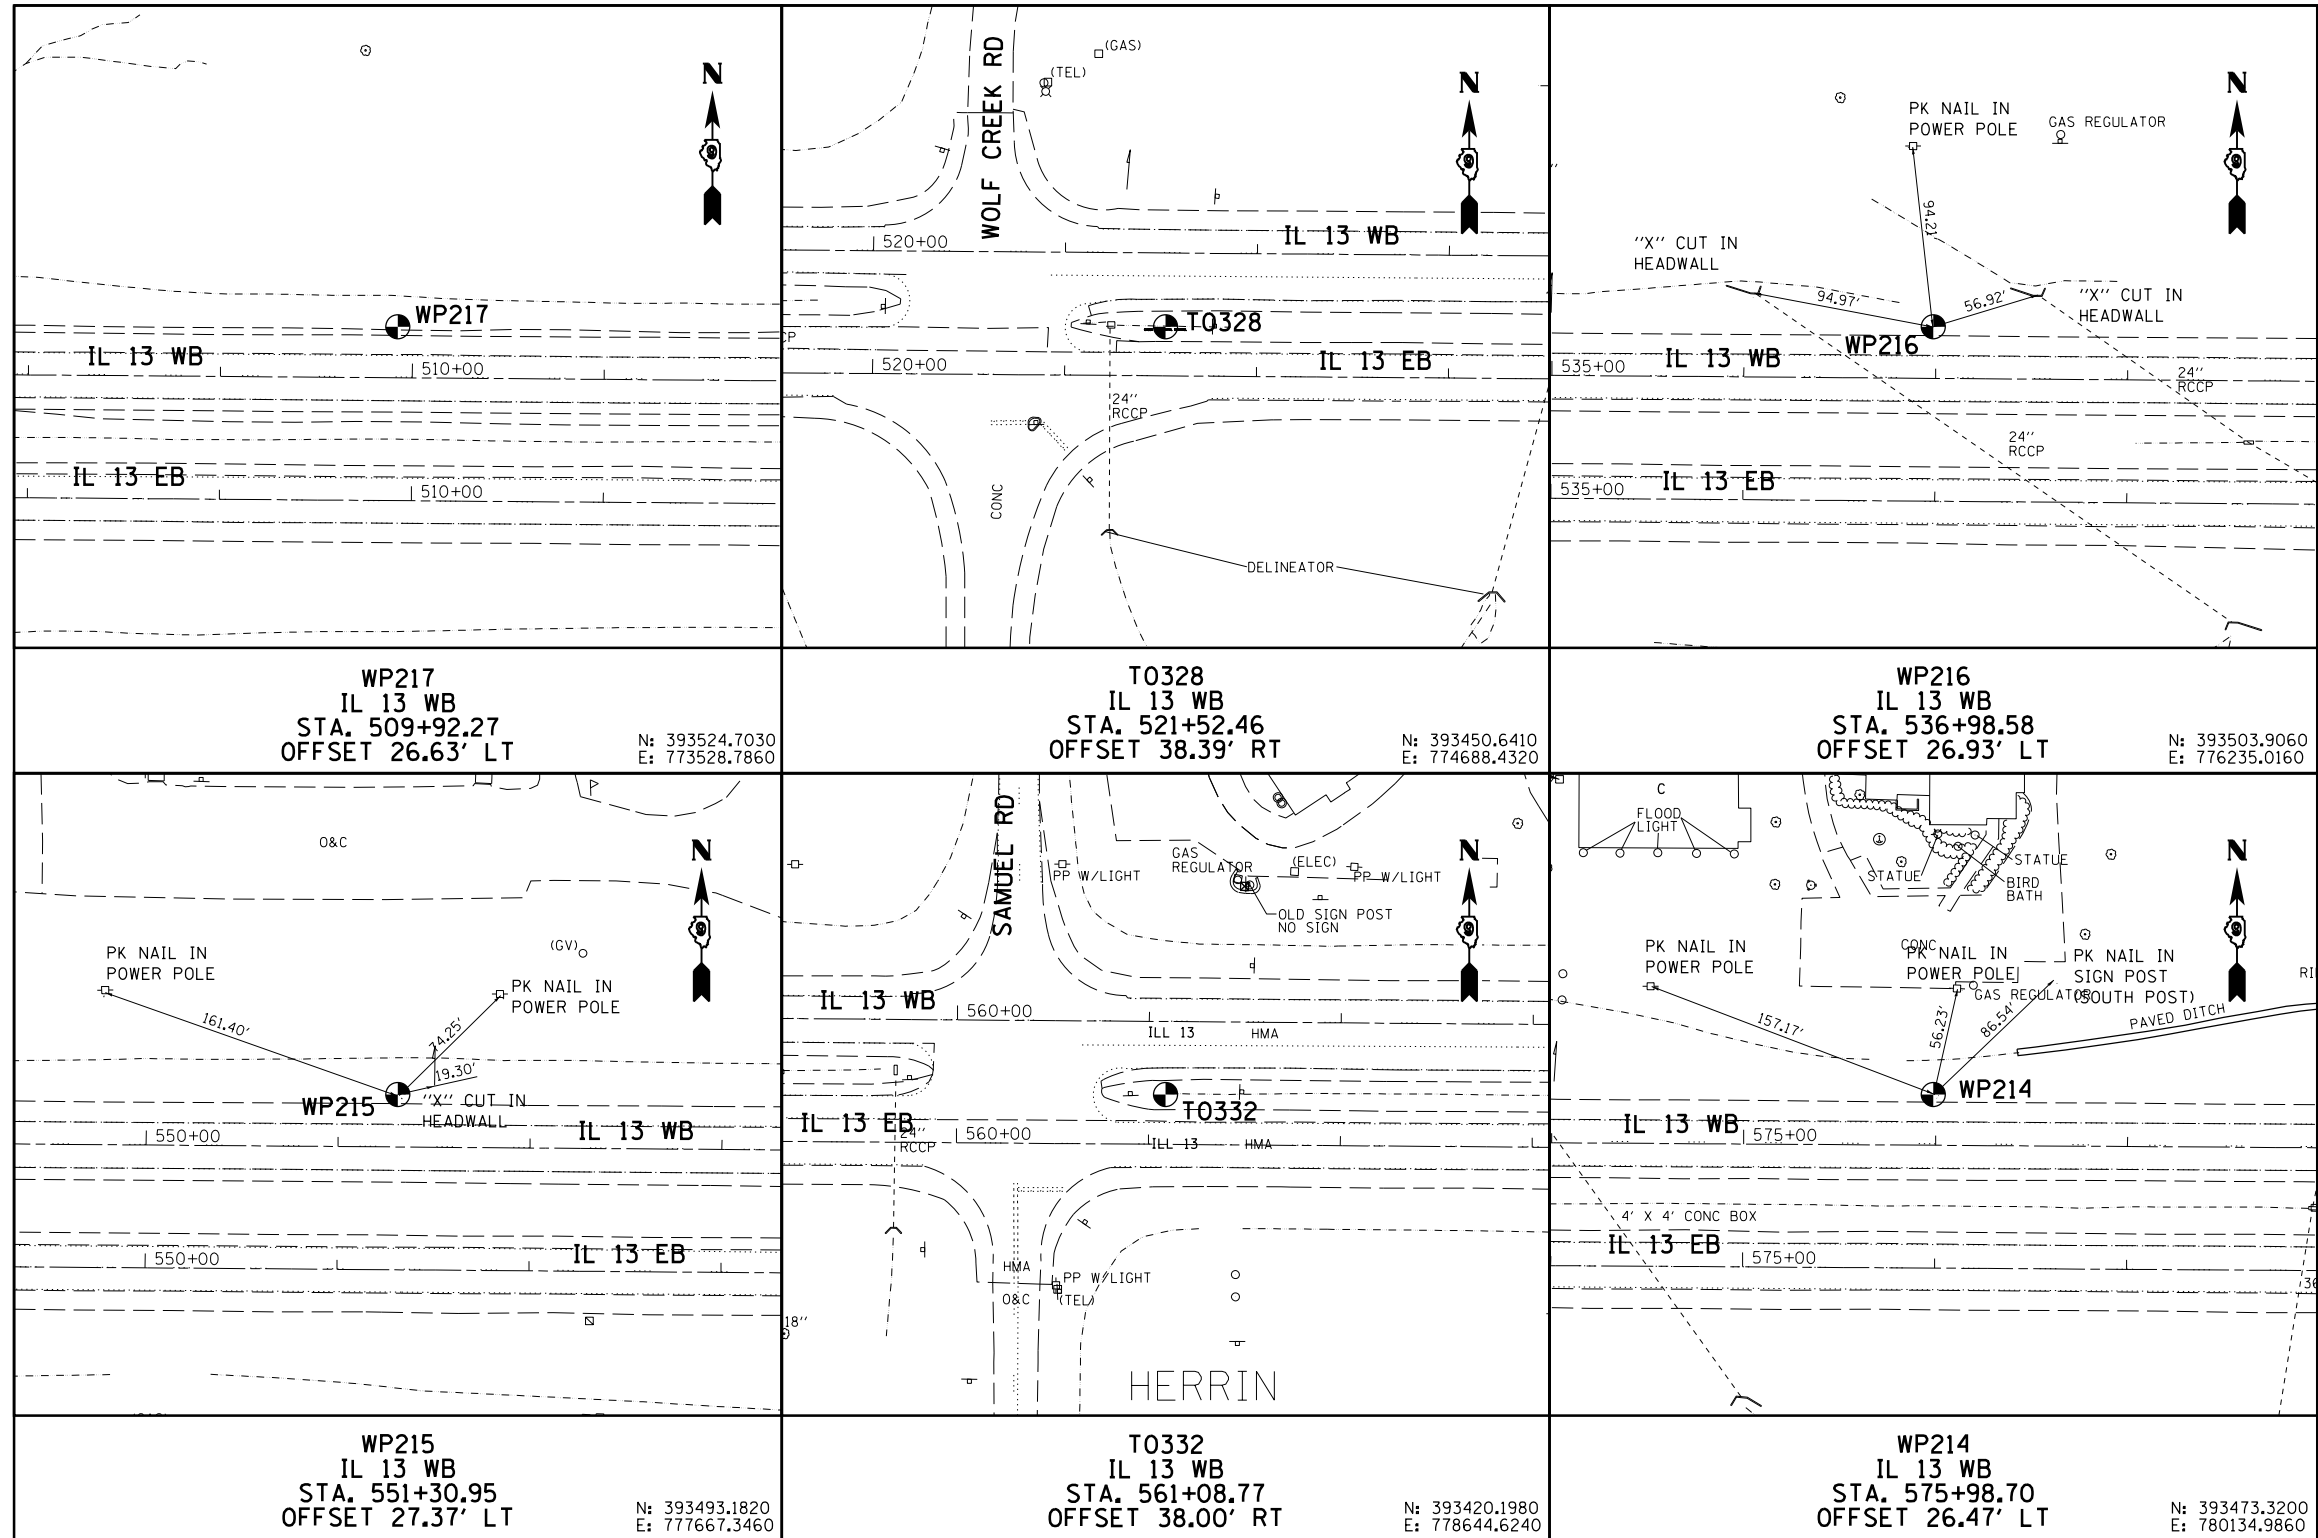 N
WP217
IL 13 WB
510+00
IL 13 EB
510+00
WP217
IL 13 WB
STA. 509+92.27
OFFSET 26.63' LT
N: 393524.7030
E: 773528.7860
WOLF CREEK RD
(GAS)
(TEL)
N
520+00
IL 13 WB
T0328
IL 13 EB
520+00
24''
RCCP
CONC
DELINEATOR
T0328
IL 13 WB
STA. 521+52.46
OFFSET 38.39' RT
N: 393450.6410
E: 774688.4320
N
PK NAIL IN
POWER POLE
GAS REGULATOR
94.21'
''X'' CUT IN
HEADWALL
94.97'
56.92'
''X'' CUT IN
HEADWALL
WP216
IL 13 WB
535+00
24''
RCCP
24''
RCCP
IL 13 EB
535+00
WP216
IL 13 WB
STA. 536+98.58
OFFSET 26.93' LT
N: 393503.9060
E: 776235.0160
O&C
N
PK NAIL IN
POWER POLE
(GV)
PK NAIL IN
POWER POLE
161.40'
74.25'
19.30'
WP215
''X'' CUT IN
HEADWALL
550+00
IL 13 WB
550+00
IL 13 EB
WP215
IL 13 WB
STA. 551+30.95
OFFSET 27.37' LT
N: 393493.1820
E: 777667.3460
SAMUEL RD
GAS
REGULATOR
(ELEC)
PP W/LIGHT
PP W/LIGHT
OLD SIGN POST
NO SIGN
N
IL 13 WB
560+00
ILL 13 HMA
T0332
IL 13 EB
24''
RCCP
560+00
ILL 13 HMA
HMA
PP W/LIGHT
O&C
(TEL)
18''
HERRIN
T0332
IL 13 WB
STA. 561+08.77
OFFSET 38.00' RT
N: 393420.1980
E: 778644.6240
C
FLOOD
LIGHT
STATUE
STATUE
BIRD
BATH
N
PK NAIL IN
POWER POLE
CONC
PK NAIL IN
POWER POLE
PK NAIL IN
SIGN POST
(SOUTH POST)
GAS REGULATOR
PAVED DITCH
157.17'
56.23'
86.54'
WP214
IL 13 WB
575+00
4' X 4' CONC BOX
IL 13 EB
575+00
WP214
IL 13 WB
STA. 575+98.70
OFFSET 26.47' LT
N: 393473.3200
E: 780134.9860